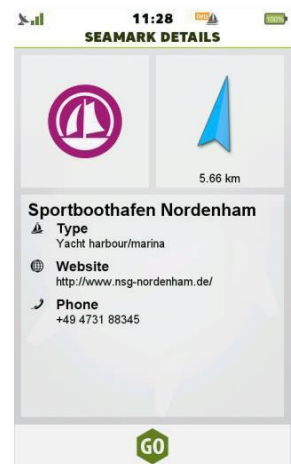 11:28
100%
SEAMARK DETAILS
5.66 km
Sportboothafen Nordenham
Type
Yacht harbour/marina
Website
http://www.nsg-nordenham.de/
Phone
+49 4731 88345
GO